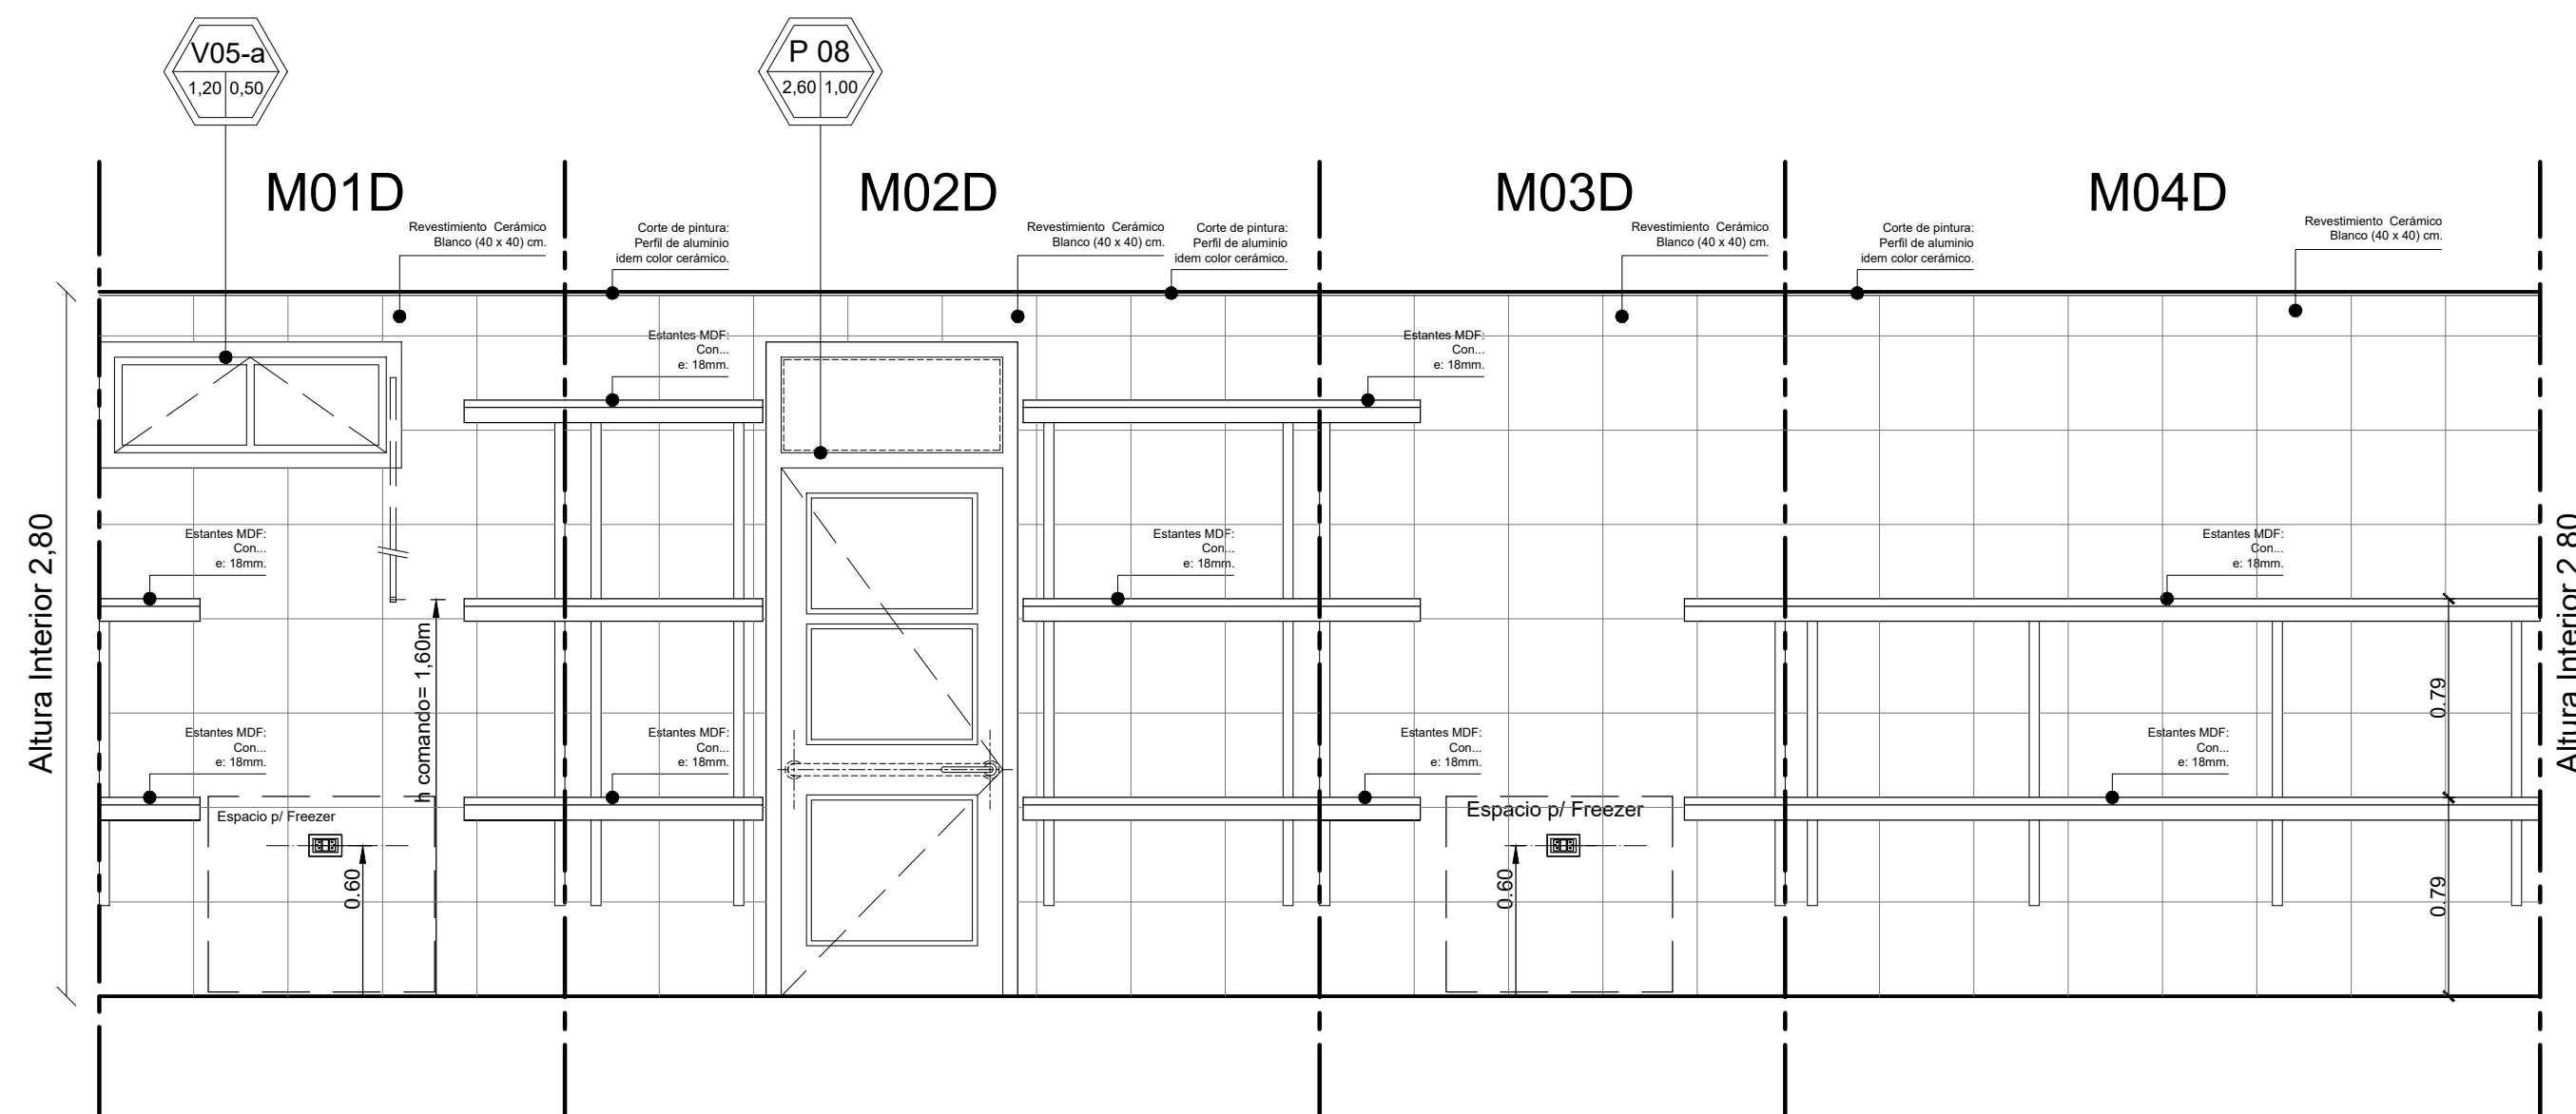 V05-a
1,20 0,50
P 08
2,60 1,00
M01D
M02D
M03D
M04D
Revestimiento Cerámico
Blanco (40 x 40) cm.
Corte de pintura:
Perfil de aluminio
idem color cerámico.
Revestimiento Cerámico
Blanco (40 x 40) cm.
Corte de pintura:
Perfil de aluminio
idem color cerámico.
Revestimiento Cerámico
Blanco (40 x 40) cm.
Corte de pintura:
Perfil de aluminio
idem color cerámico.
Revestimiento Cerámico
Blanco (40 x 40) cm.
Estantes MDF:
Con...
e: 18mm.
Estantes MDF:
Con...
e: 18mm.
Altura Interior 2,80
Estantes MDF:
Con...
e: 18mm.
Estantes MDF:
Con...
e: 18mm.
Estantes MDF:
Con...
e: 18mm.
Altura Interior 2,80
h comando= 1,60m
0.79
Estantes MDF:
Con...
e: 18mm.
Estantes MDF:
Con...
e: 18mm.
Estantes MDF:
Con...
e: 18mm.
Estantes MDF:
Con...
e: 18mm.
Espacio p/ Freezer
0.60
Espacio p/ Freezer
0.60
0.79